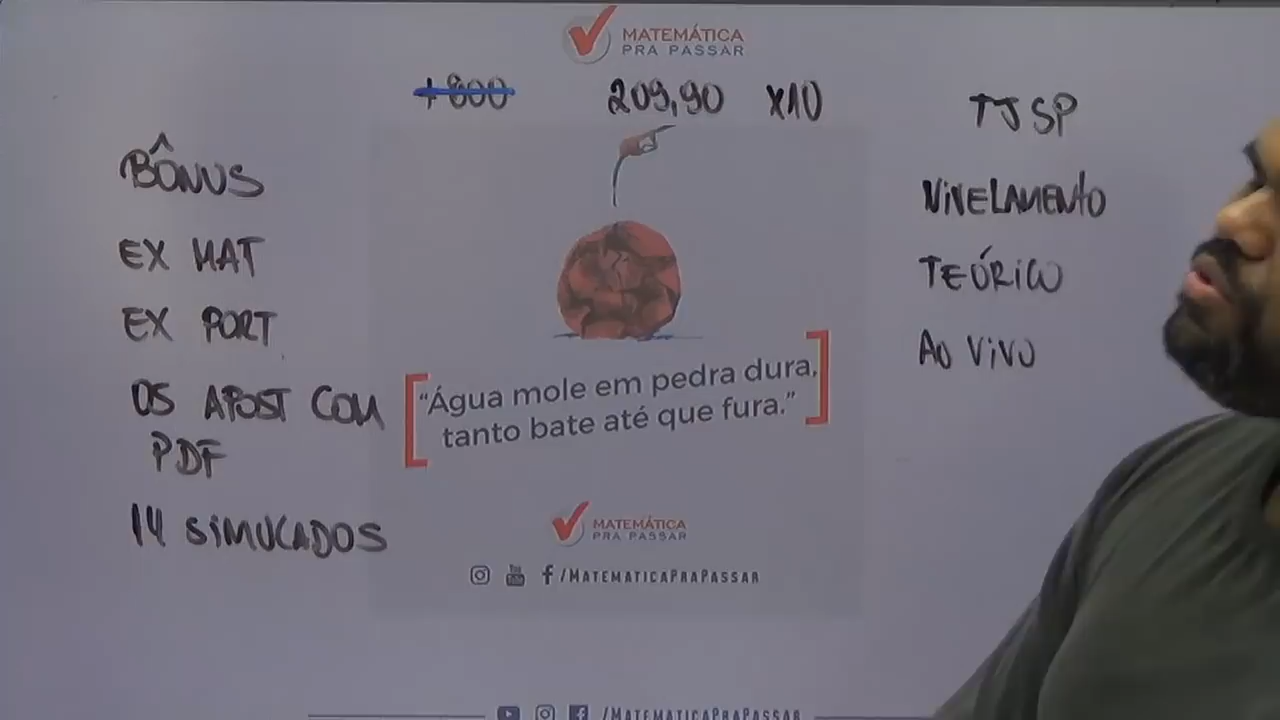 MATEMÁTICA
PRA PASSAR
+800 209,90 X10
TJ SP
BÔNUS
EX MAT
EX PORT
05 APOST COM
PDF
14 SIMULADOS
NIVELAMENTO
TEÓRICO
AO VIVO
"Água mole em pedra dura,
tanto bate até que fura."
MATEMÁTICA
PRA PASSAR
You Tube f/MATEMATICAPRAPASSAR
/MATEMATICAPRAPASSAR